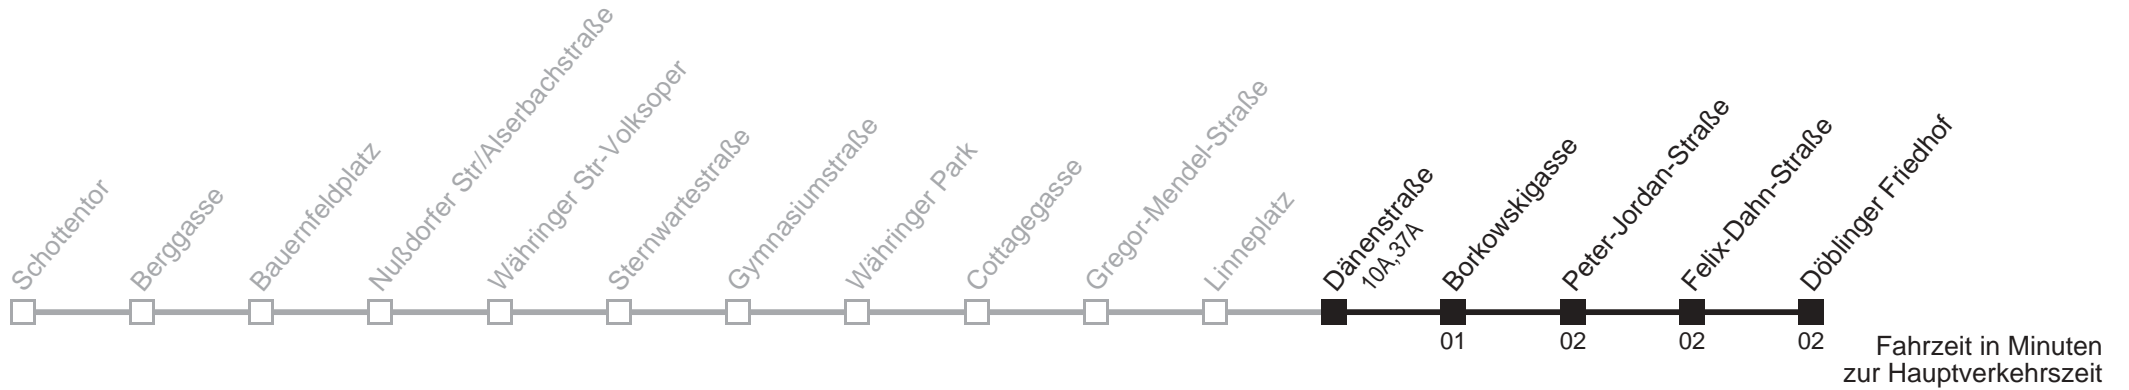 Schottentor
Berggasse
Bauernfeldplatz
Nußdorfer Str/Alserbachstraße
Währinger Str-Volksoper
Sternwartestraße
Gymnasiumstraße
Währinger Park
Cottagegasse
Gregor-Mendel-Straße
Linneplatz
Dänenstraße
10A,37A
Borkowskigasse
Peter-Jordan-Straße
Felix-Dahn-Straße
Döblinger Friedhof
01
02
02
02
Fahrzeit in Minuten
zur Hauptverkehrszeit